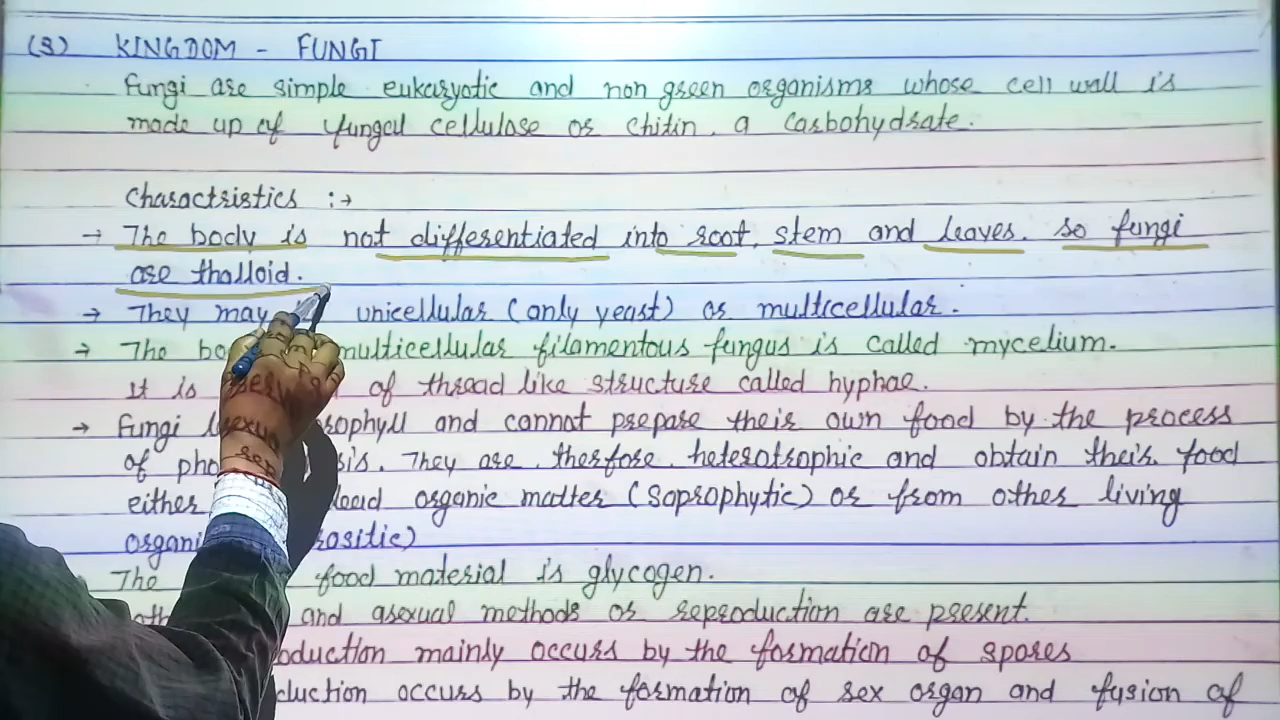 (3) KINGDOM - FUNGI
Fungi are simple eukaryotic and non green organisms whose cell wall is
made up of fungal cellulose or chitin, a carbohydrate.
Charactristics :→
→ The body is not differentiated into root, stem and leaves. so fungi
are thalloid.
→ They may unicellular (only yeast) or multicellular.
→ The multicellular filamentous fungus is called mycelium.
It is of thread like structure called hyphae.
→ Fungi and cannot prepare their own food by the process
of They are, therfore, heterotrophic and obtain their food
either organic matter (saprophytic) or from other living
The food material is glycogen.
and asexual methods of reproduction are present.
mainly occurs by the formation of spores
occurs by the formation of sex organ and fusion of